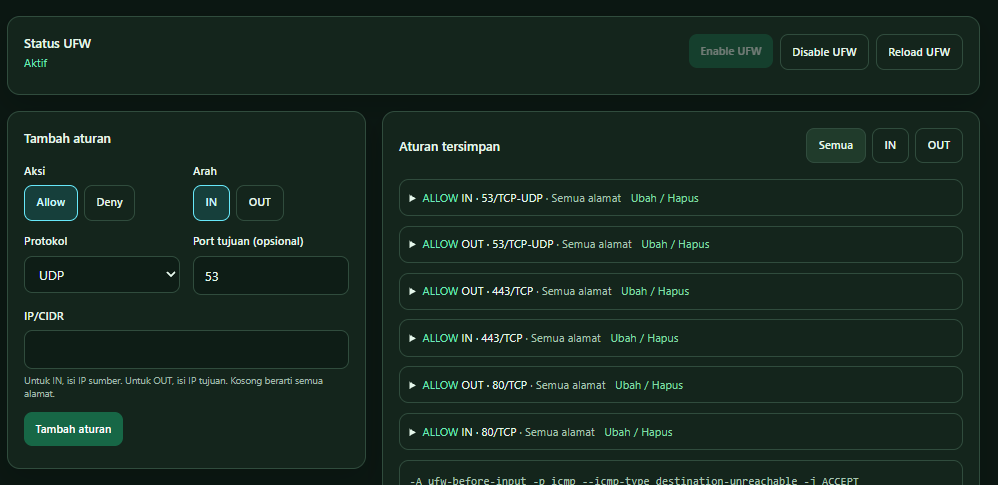 Status UFW
Aktif
Enable UFW
Disable UFW
Reload UFW
Tambah aturan
Aksi
Arah
Allow
Deny
IN
OUT
Protokol
Port tujuan (opsional)
UDP
53
IP/CIDR
Untuk IN, isi IP sumber. Untuk OUT, isi IP tujuan. Kosong berarti semua
alamat.
Tambah aturan
Aturan tersimpan
Semua
IN
OUT
ALLOW IN · 53/TCP-UDP · Semua alamat Ubah / Hapus
ALLOW OUT · 53/TCP-UDP · Semua alamat Ubah / Hapus
ALLOW OUT · 443/TCP · Semua alamat Ubah / Hapus
ALLOW IN · 443/TCP · Semua alamat Ubah / Hapus
ALLOW OUT · 80/TCP · Semua alamat Ubah / Hapus
ALLOW IN · 80/TCP · Semua alamat Ubah / Hapus
-A ufw-before-input -p icmp --icmp-type destination-unreachable -j ACCEPT